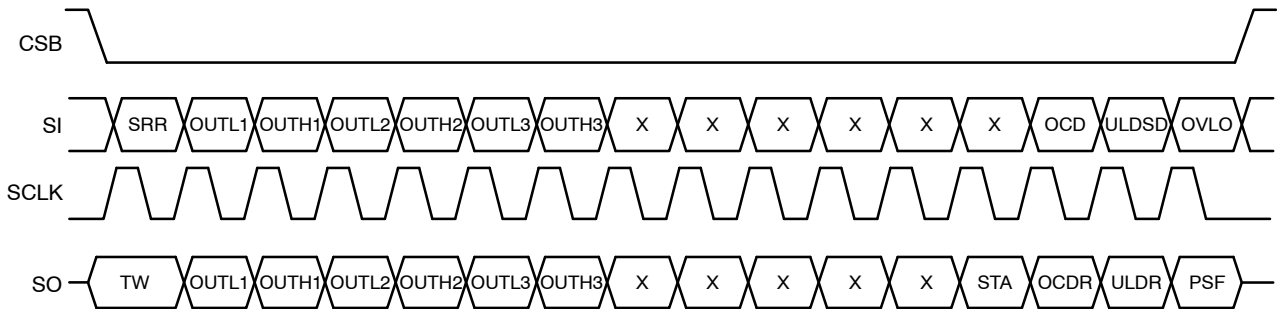 CSB
SI SRR OUTL1 OUTH1 OUTL2 OUTH2 OUTL3 OUTH3 X X X X X X OCD ULDSD OVLO
SCLK
SO TW OUTL1 OUTH1 OUTL2 OUTH2 OUTL3 OUTH3 X X X X X STA OCDR ULDR PSF